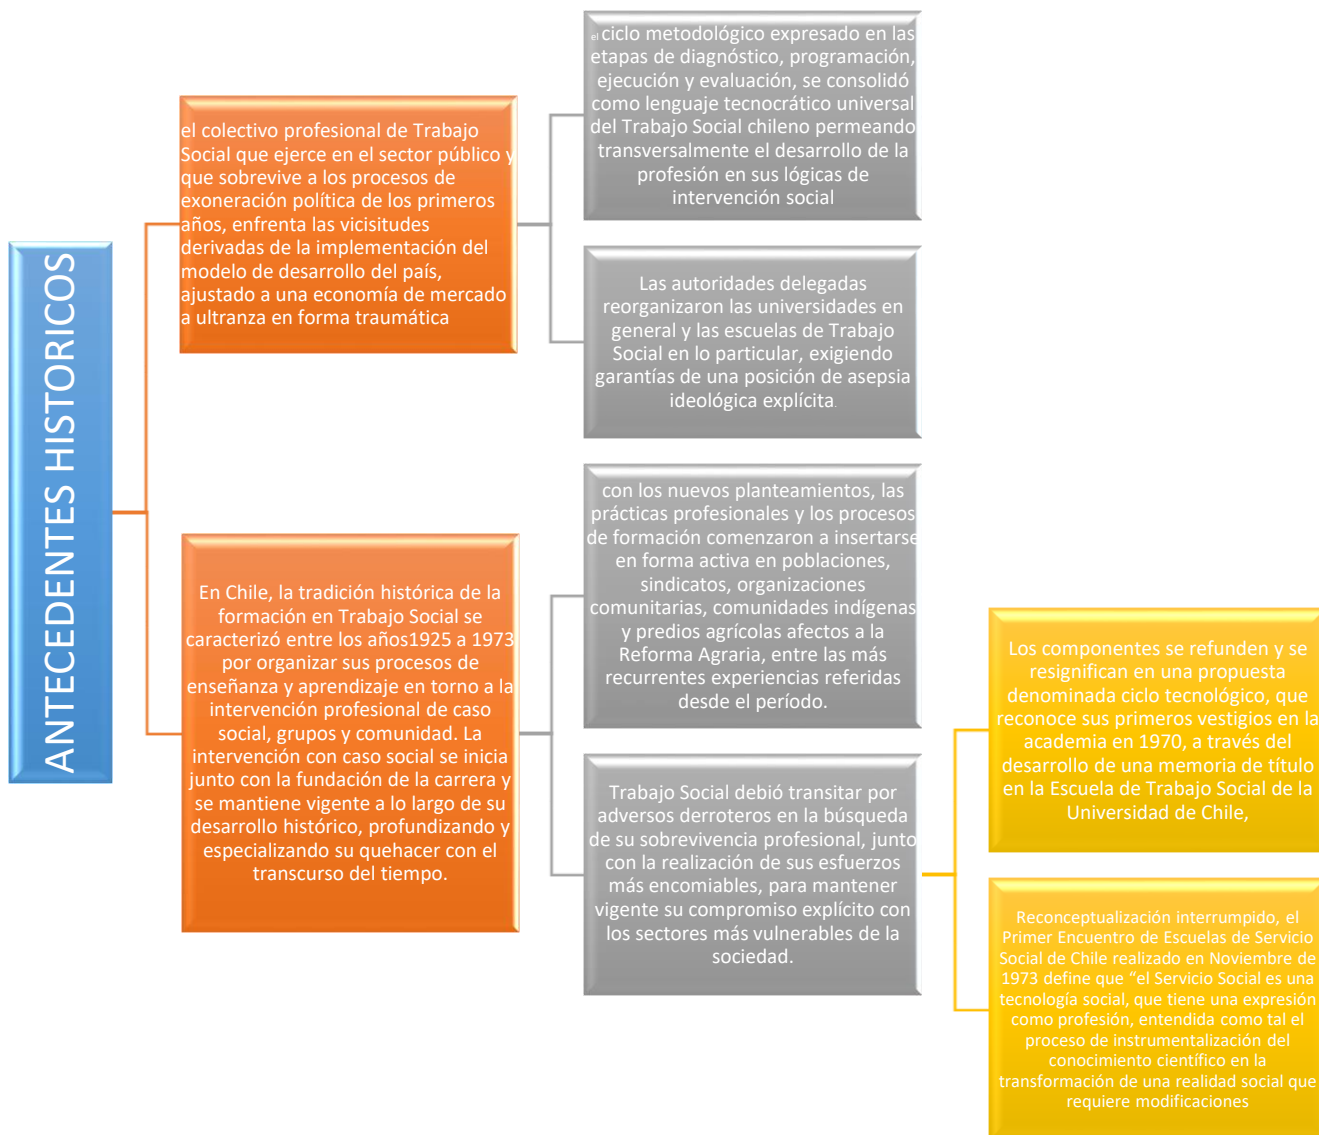 ANTECEDENTES HISTORICOS
el colectivo profesional de Trabajo
Social que ejerce en el sector público y
que sobrevive a los procesos de
exoneración política de los primeros
años, enfrenta las vicisitudes
derivadas de la implementación del
modelo de desarrollo del país,
ajustado a una economía de mercado
a ultranza en forma traumática
el ciclo metodológico expresado en las
etapas de diagnóstico, programación,
ejecución y evaluación, se consolidó
como lenguaje tecnocrático universal
del Trabajo Social chileno permeando
transversalmente el desarrollo de la
profesión en sus lógicas de
intervención social
Las autoridades delegadas
reorganizaron las universidades en
general y las escuelas de Trabajo
Social en lo particular, exigiendo
garantías de una posición de asepsia
ideológica explícita.
En Chile, la tradición histórica de la
formación en Trabajo Social se
caracterizó entre los años1925 a 1973
por organizar sus procesos de
enseñanza y aprendizaje en torno a la
intervención profesional de caso
social, grupos y comunidad. La
intervención con caso social se inicia
junto con la fundación de la carrera y
se mantiene vigente a lo largo de su
desarrollo histórico, profundizando y
especializando su quehacer con el
transcurso del tiempo.
con los nuevos planteamientos, las
prácticas profesionales y los procesos
de formación comenzaron a insertarse
en forma activa en poblaciones,
sindicatos, organizaciones
comunitarias, comunidades indígenas
y predios agrícolas afectos a la
Reforma Agraria, entre las más
recurrentes experiencias referidas
desde el período.
Trabajo Social debió transitar por
adversos derroteros en la búsqueda
de su sobrevivencia profesional, junto
con la realización de sus esfuerzos
más encomiables, para mantener
vigente su compromiso explícito con
los sectores más vulnerables de la
sociedad.
Los componentes se refunden y se
resignifican en una propuesta
denominada ciclo tecnológico, que
reconoce sus primeros vestigios en la
academia en 1970, a través del
desarrollo de una memoria de título
en la Escuela de Trabajo Social de la
Universidad de Chile,
Reconceptualización interrumpido, el
Primer Encuentro de Escuelas de Servicio
Social de Chile realizado en Noviembre de
1973 define que “el Servicio Social es una
tecnología social, que tiene una expresión
como profesión, entendida como tal el
proceso de instrumentalización del
conocimiento científico en la
transformación de una realidad social que
requiere modificaciones